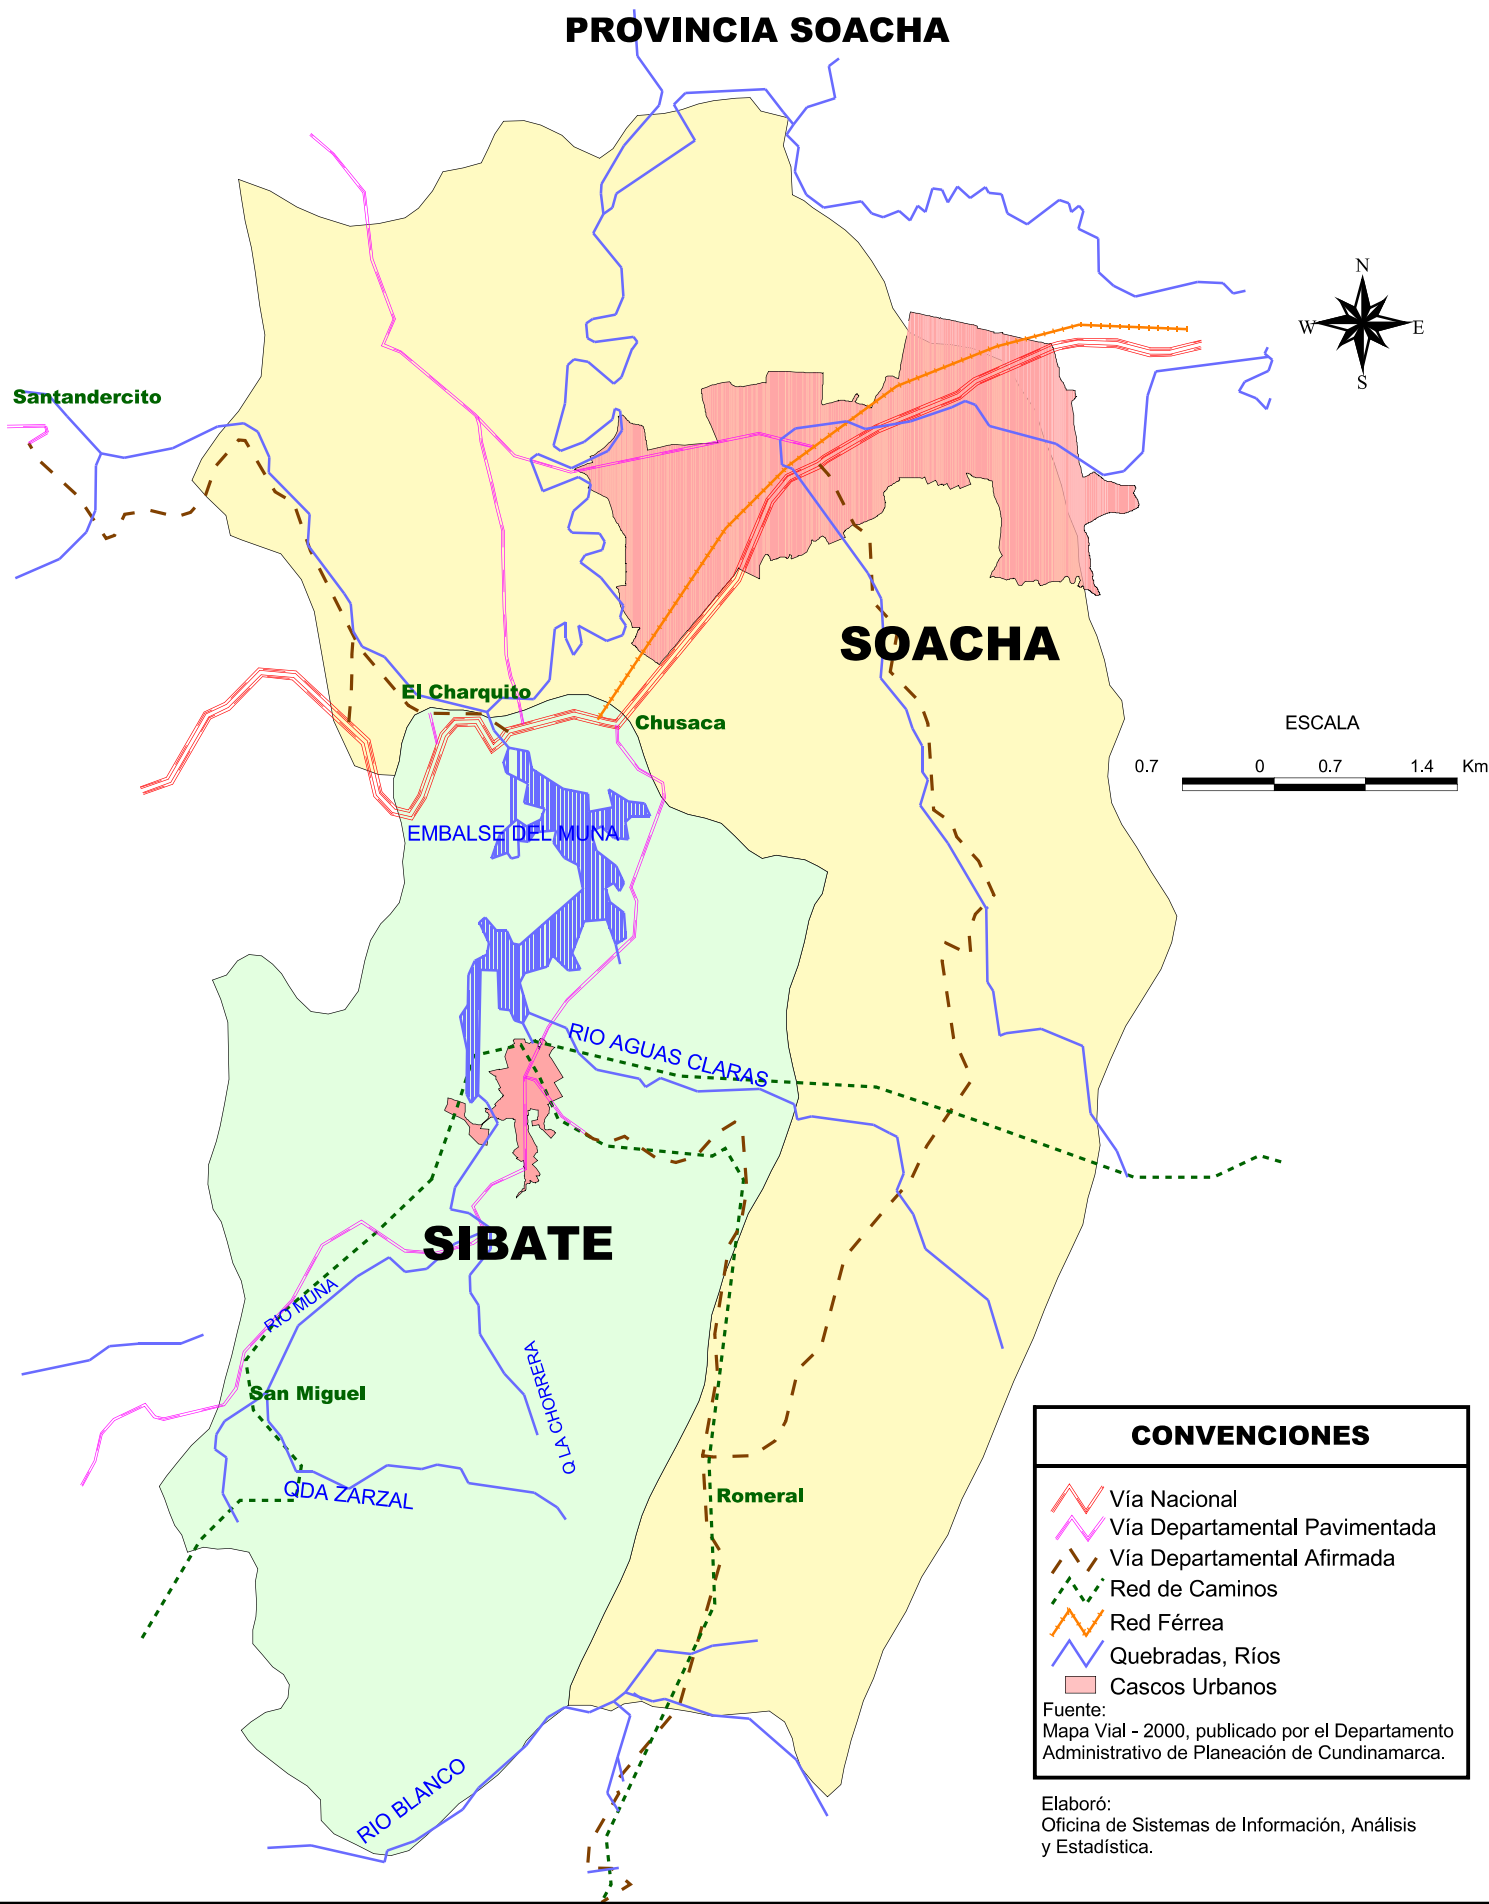 PROVINCIA SOACHA
N
W
E
S
Santandercito
SOACHA
El Charquito
Chusaca
ESCALA
0.7 0 0.7 1.4 Km
EMBALSE DEL MUNA
RIO AGUAS CLARAS
SIBATE
RIO MUNA
Q LA CHORRERA
San Miguel
QDA ZARZAL
Romeral
RIO BLANCO
CONVENCIONES
Vía Nacional
Vía Departamental Pavimentada
Vía Departamental Afirmada
Red de Caminos
Red Férrea
Quebradas, Ríos
Cascos Urbanos
Fuente:
Mapa Vial - 2000, publicado por el Departamento
Administrativo de Planeación de Cundinamarca.
Elaboró:
Oficina de Sistemas de Información, Análisis
y Estadística.